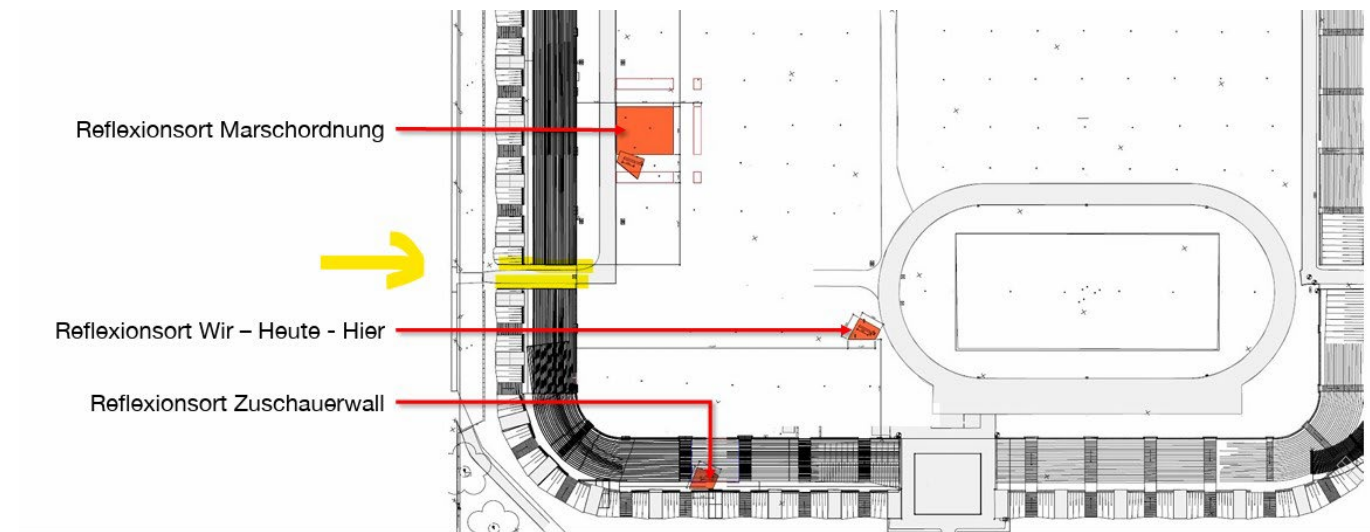 Reflexionsort Marschordnung
Reflexionsort Wir – Heute - Hier
Reflexionsort Zuschauerwall